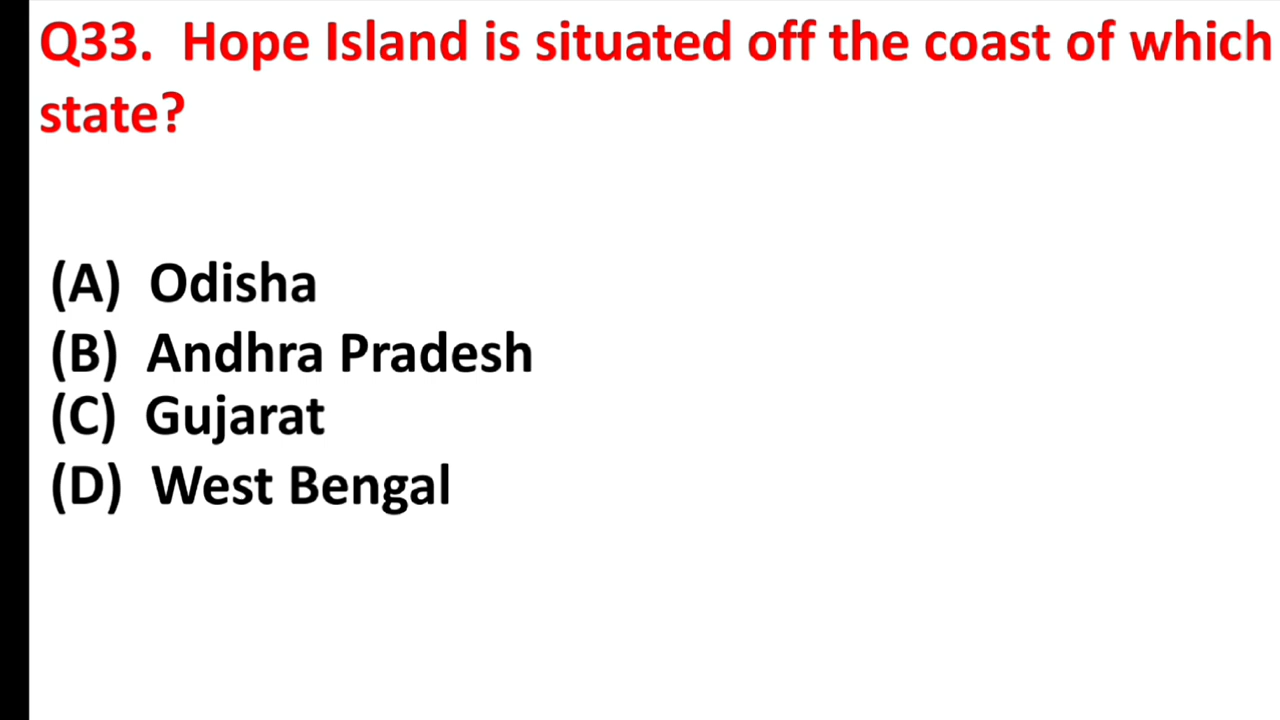 Q33. Hope Island is situated off the coast of which
state?
(A) Odisha
(B) Andhra Pradesh
(C) Gujarat
(D) West Bengal